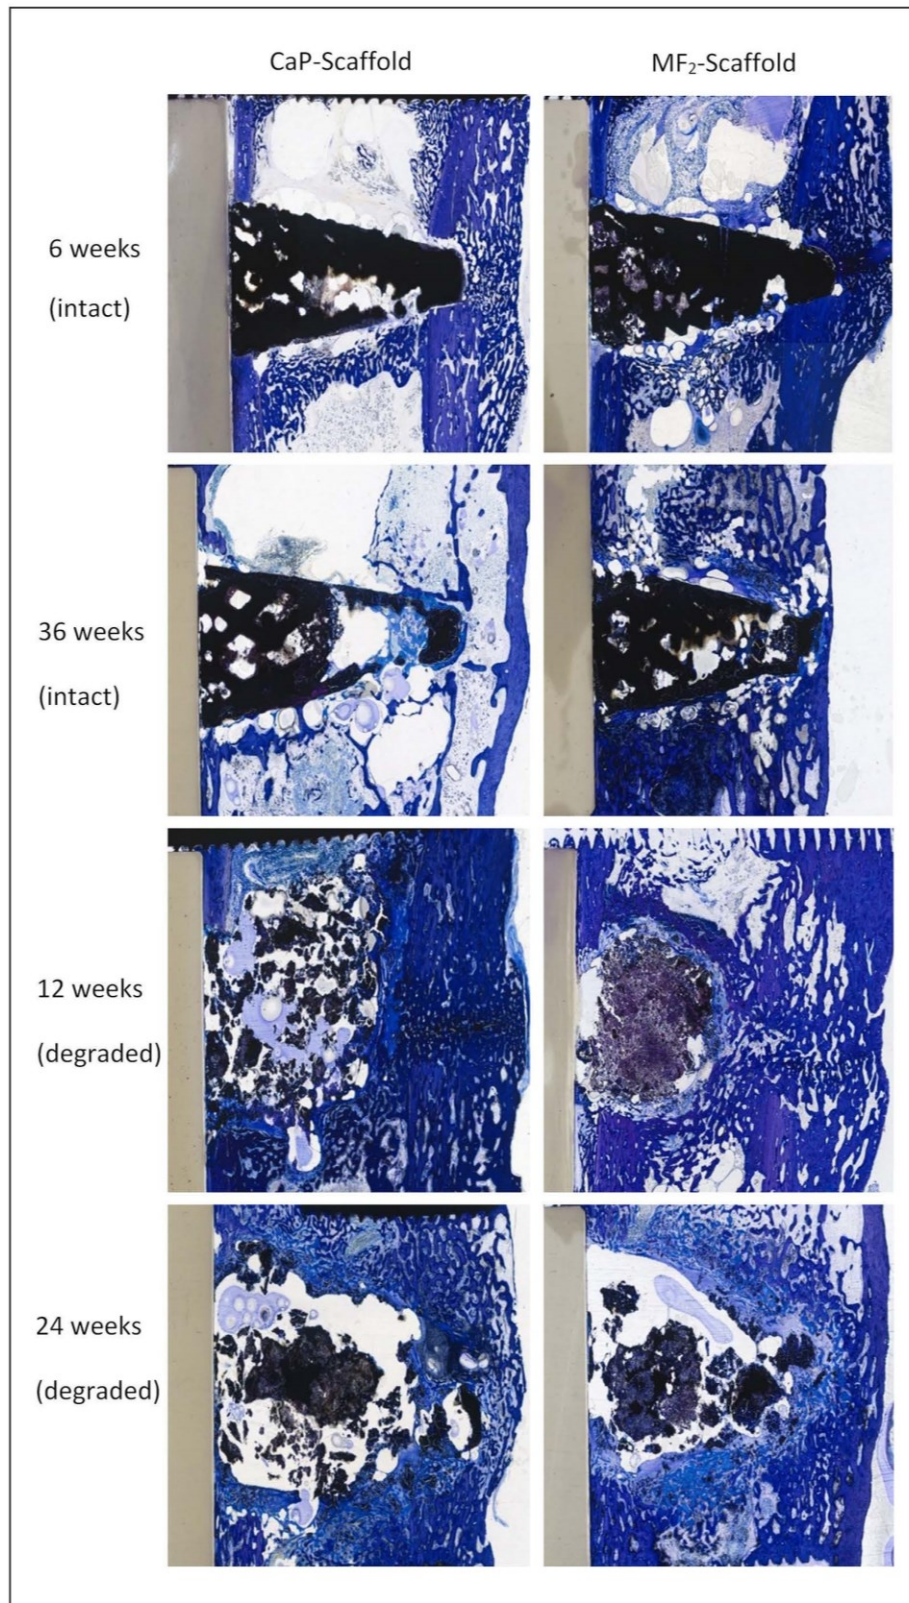 CaP-Scaffold
MF₂-Scaffold
6 weeks
(intact)
36 weeks
(intact)
12 weeks
(degraded)
24 weeks
(degraded)